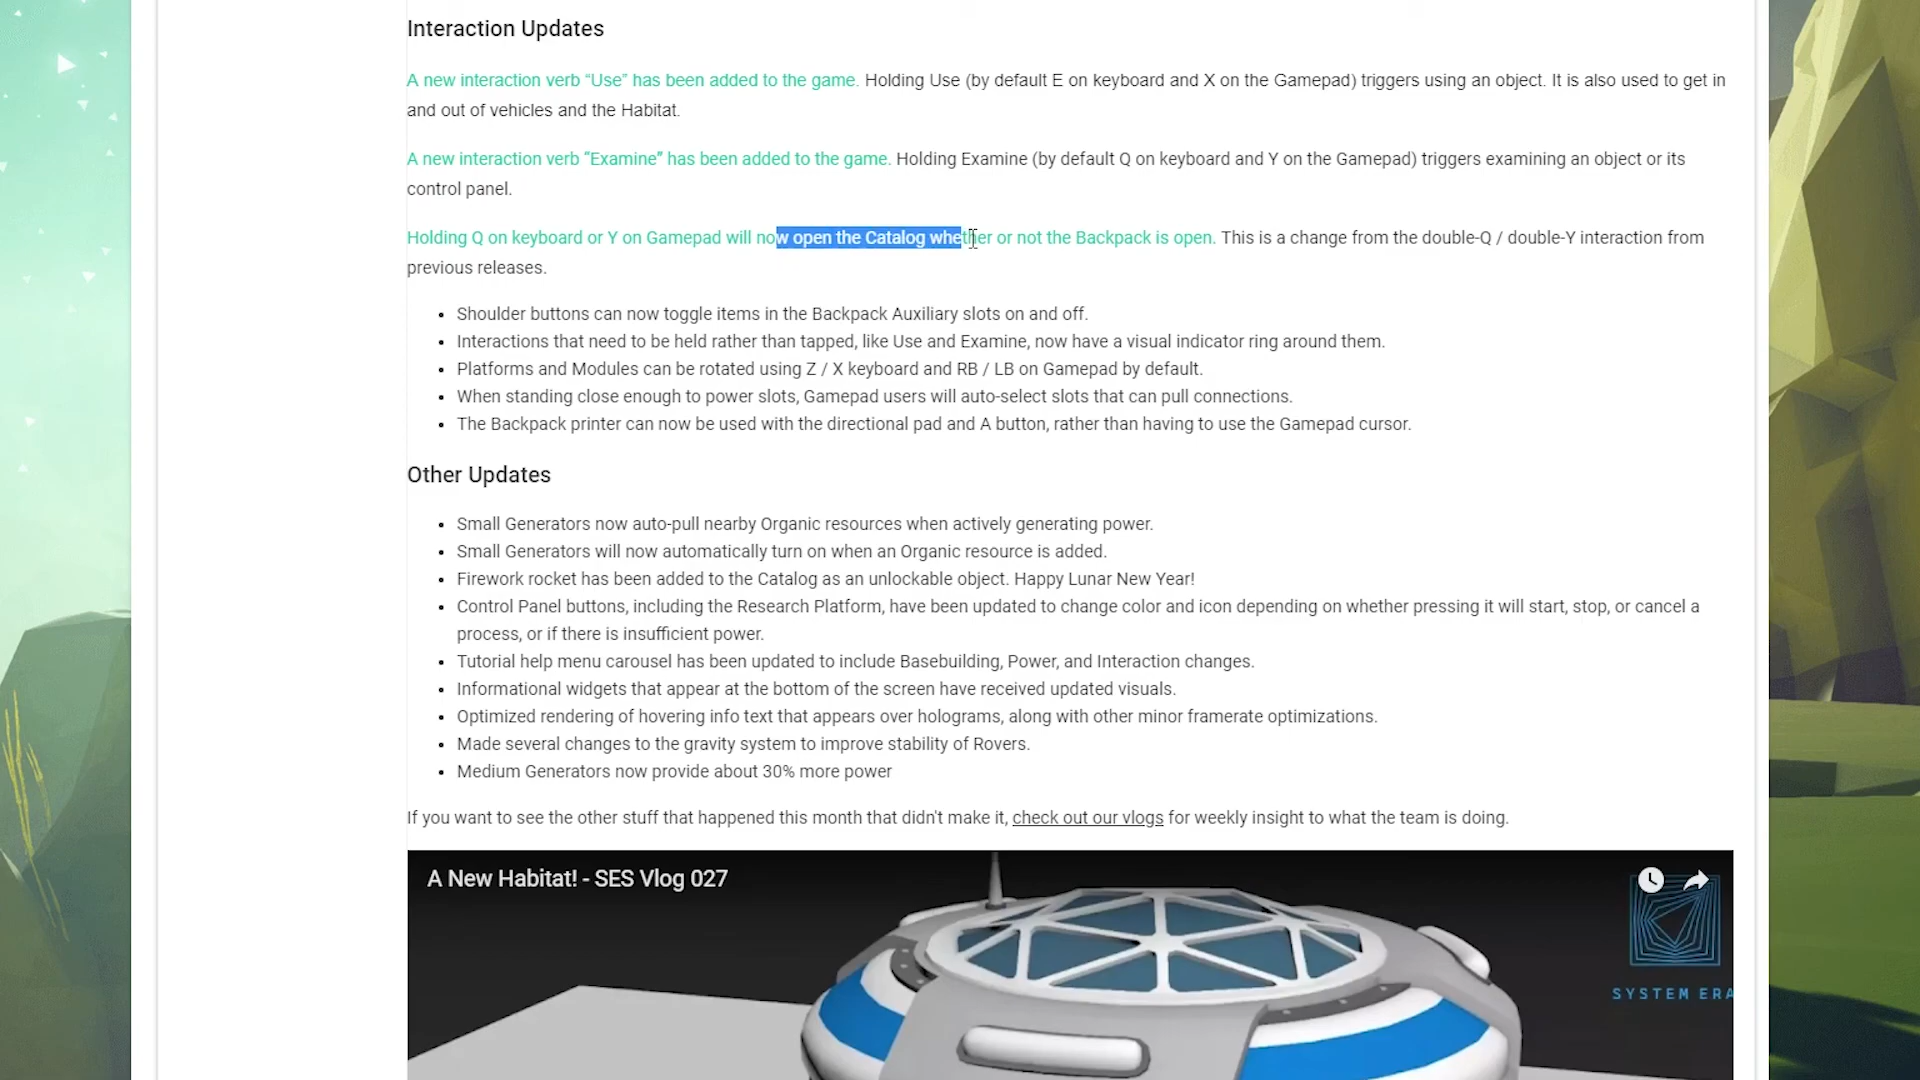 Interaction Updates
A new interaction verb “Use” has been added to the game. Holding Use (by default E on keyboard and X on the Gamepad) triggers using an object. It is also used to get in
and out of vehicles and the Habitat.
A new interaction verb “Examine” has been added to the game. Holding Examine (by default Q on keyboard and Y on the Gamepad) triggers examining an object or its
control panel.
Holding Q on keyboard or Y on Gamepad will now open the Catalog whether or not the Backpack is open. This is a change from the double-Q / double-Y interaction from
previous releases.
• Shoulder buttons can now toggle items in the Backpack Auxiliary slots on and off.
• Interactions that need to be held rather than tapped, like Use and Examine, now have a visual indicator ring around them.
• Platforms and Modules can be rotated using Z / X keyboard and RB / LB on Gamepad by default.
• When standing close enough to power slots, Gamepad users will auto-select slots that can pull connections.
• The Backpack printer can now be used with the directional pad and A button, rather than having to use the Gamepad cursor.
Other Updates
• Small Generators now auto-pull nearby Organic resources when actively generating power.
• Small Generators will now automatically turn on when an Organic resource is added.
• Firework rocket has been added to the Catalog as an unlockable object. Happy Lunar New Year!
• Control Panel buttons, including the Research Platform, have been updated to change color and icon depending on whether pressing it will start, stop, or cancel a
process, or if there is insufficient power.
• Tutorial help menu carousel has been updated to include Basebuilding, Power, and Interaction changes.
• Informational widgets that appear at the bottom of the screen have received updated visuals.
• Optimized rendering of hovering info text that appears over holograms, along with other minor framerate optimizations.
• Made several changes to the gravity system to improve stability of Rovers.
• Medium Generators now provide about 30% more power
If you want to see the other stuff that happened this month that didn't make it, check out our vlogs for weekly insight to what the team is doing.
A New Habitat! - SES Vlog 027
SYSTEM ERA